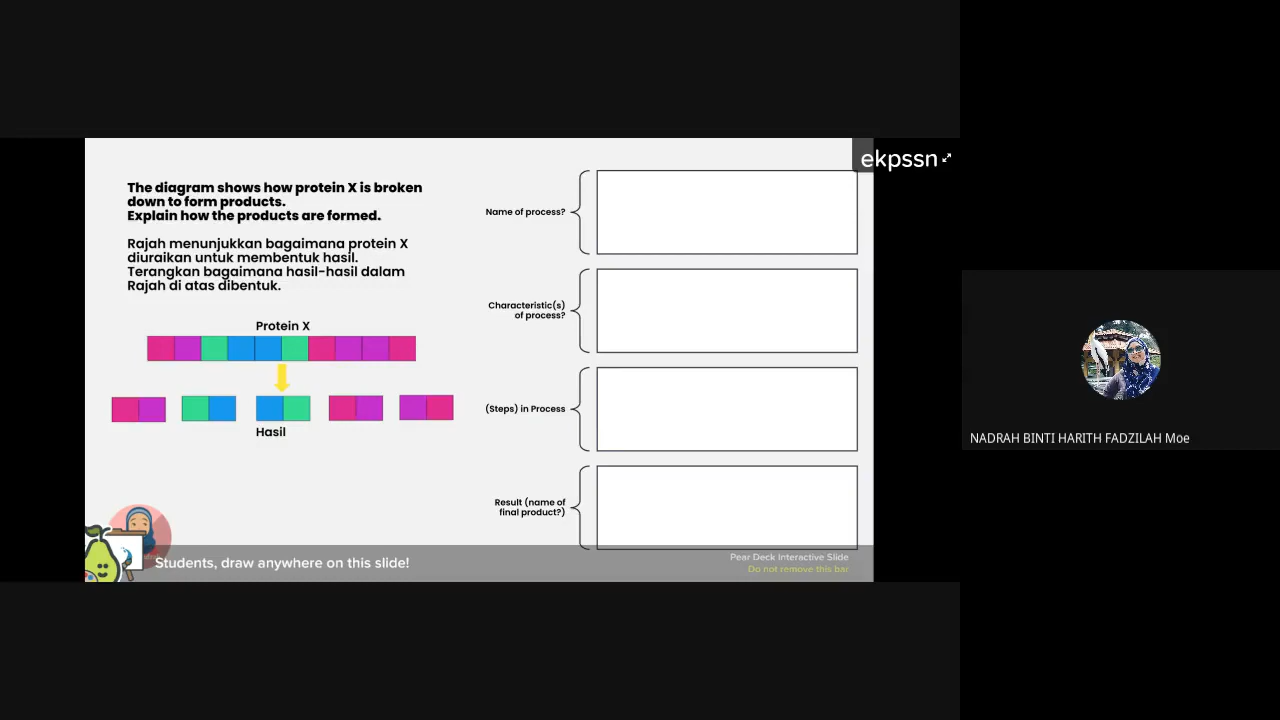 ekpssn
The diagram shows how protein X is broken
down to form products.
Explain how the products are formed.
Rajah menunjukkan bagaimana protein X
diuraikan untuk membentuk hasil.
Terangkan bagaimana hasil-hasil dalam
Rajah di atas dibentuk.
Protein X
Hasil
Name of process?
Characteristic(s)
of process?
(Steps) in Process
Result (name of
final product?)
Students, draw anywhere on this slide!
Pear Deck Interactive Slide
Do not remove this bar
NADRAH BINTI HARITH FADZILAH Moe